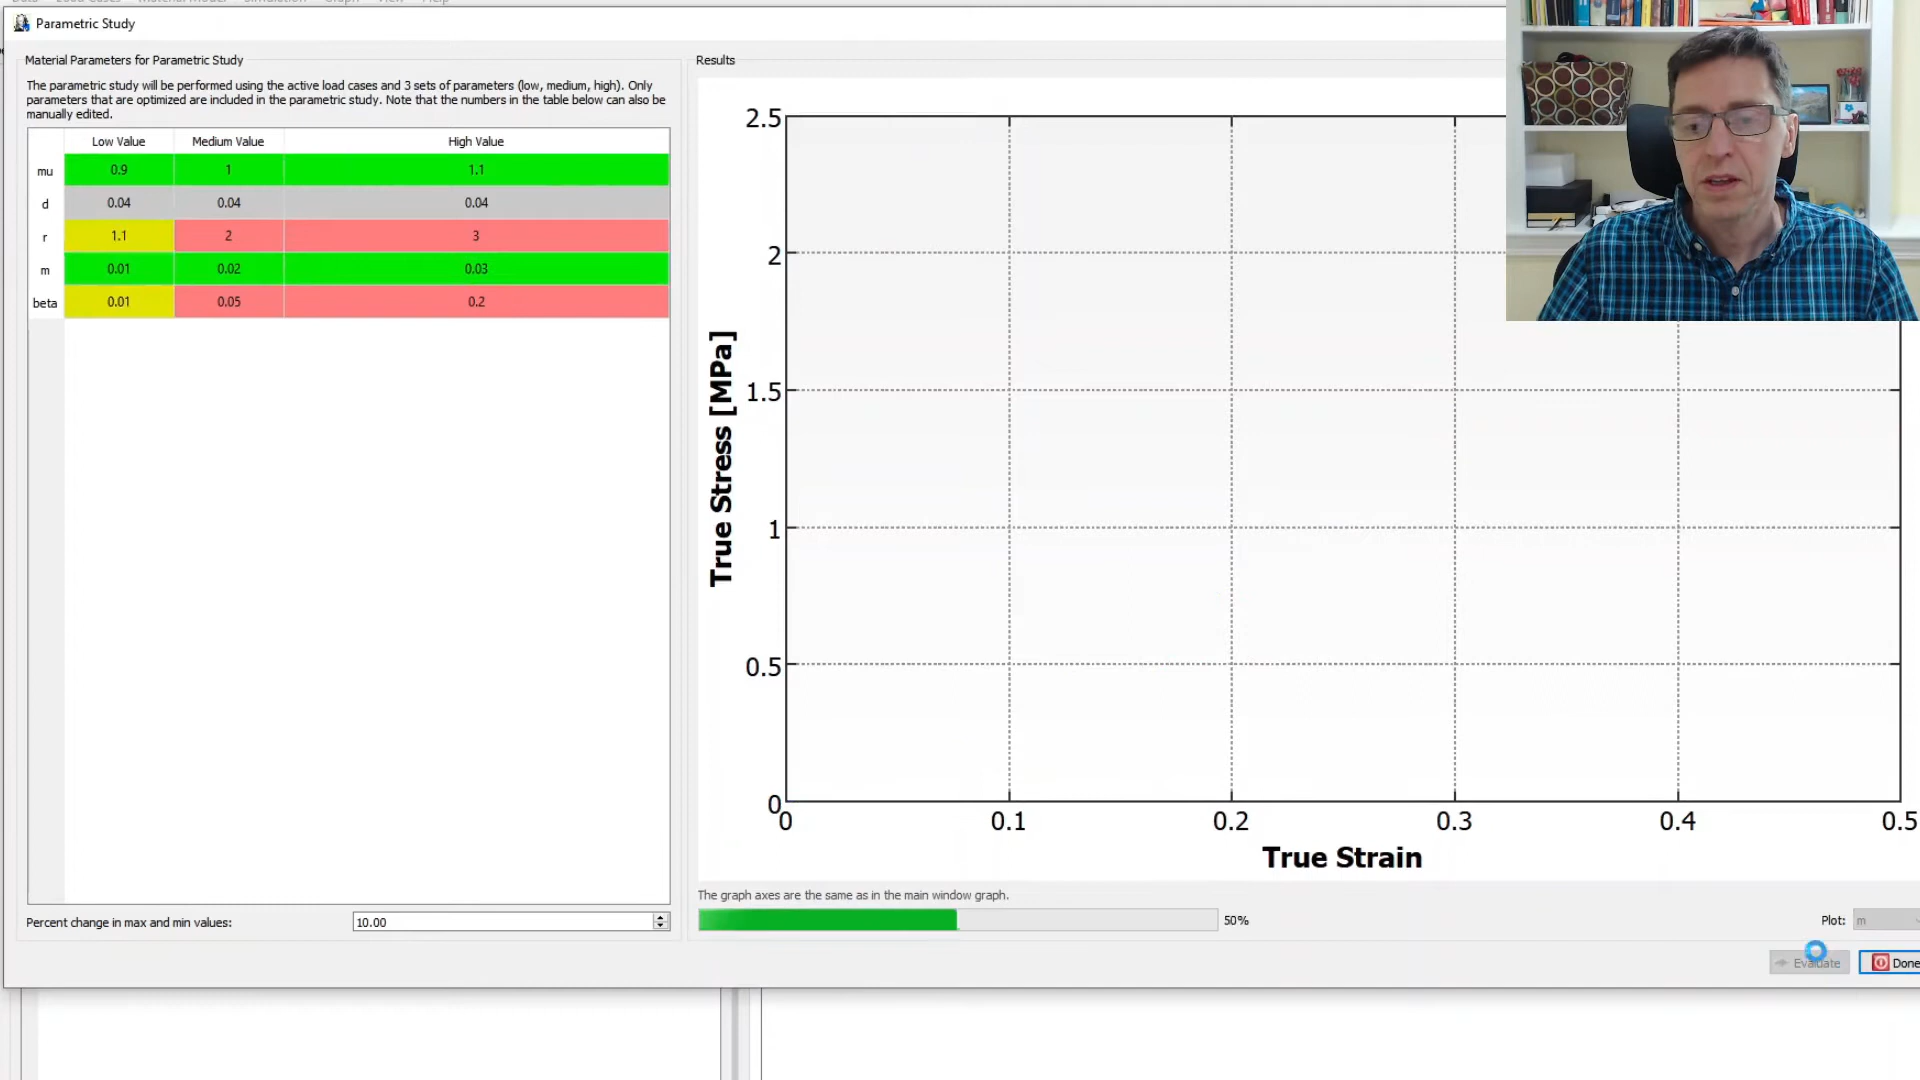 Parametric Study
Material Parameters for Parametric Study
The parametric study will be performed using the active load cases and 3 sets of parameters (low, medium, high). Only
parameters that are optimized are included in the parametric study. Note that the numbers in the table below can also be
manually edited.
Low Value Medium Value High Value
mu 0.9 1 1.1
d 0.04 0.04 0.04
r 1.1 2 3
m 0.01 0.02 0.03
beta 0.01 0.05 0.2
Percent change in max and min values: 10.00
Results
2.5
2
1.5
1
0.5
0
True Stress [MPa]
0 0.1 0.2 0.3 0.4 0.5
True Strain
The graph axes are the same as in the main window graph.
50%
Plot: m
Evaluate
Done